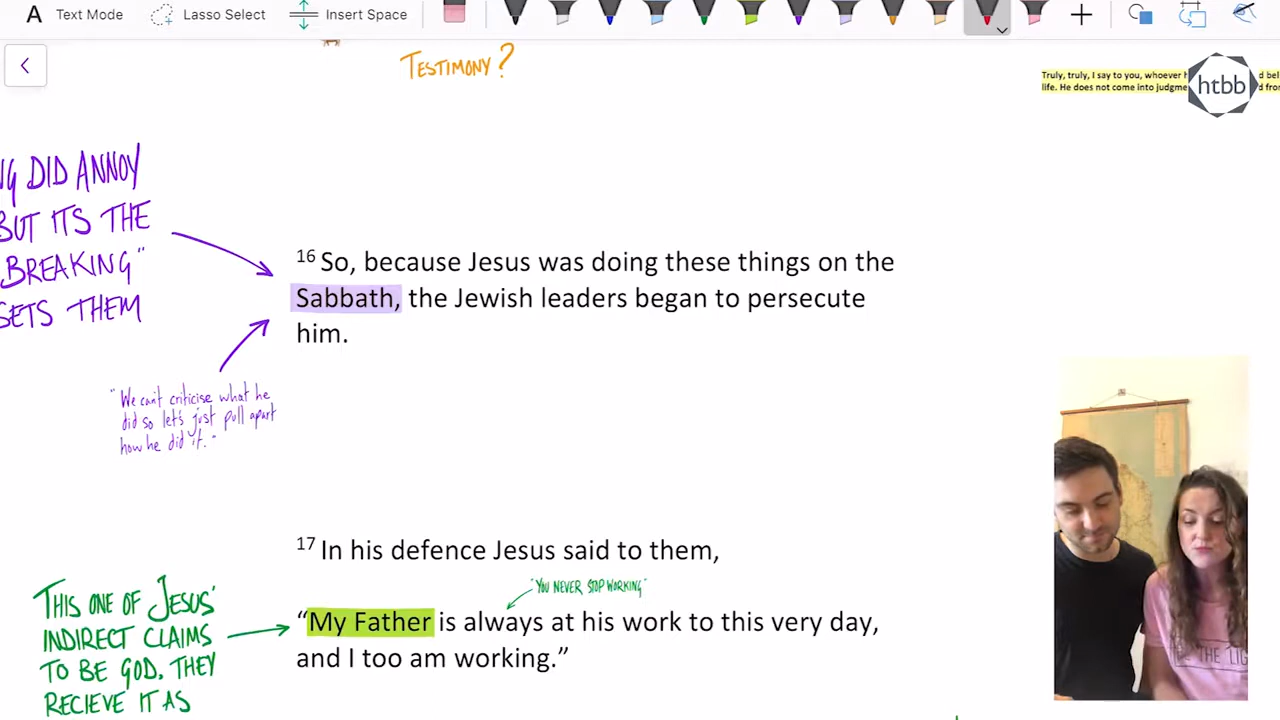 A Text Mode Lasso Select Insert Space
TESTIMONY?
Truly, truly, I say to you, whoever
life. He does not come into
htbb
NG DID ANNOY
BUT ITS THE
BREAKING"
SETS THEM
16 So, because Jesus was doing these things on the
Sabbath, the Jewish leaders began to persecute
him.
"We can't criticise what he
did so let's just pull apart
how he did it."
17 In his defence Jesus said to them,
"YOU NEVER STOP WORKING"
THIS ONE OF JESUS'
INDIRECT CLAIMS
TO BE GOD. THEY
RECIEVE IT AS
“My Father is always at his work to this very day,
and I too am working.”
THE LIG